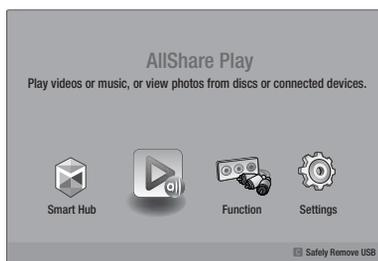 AllShare Play
Play videos or music, or view photos from discs or connected devices.
Smart Hub
Function
Settings
C Safely Remove USB